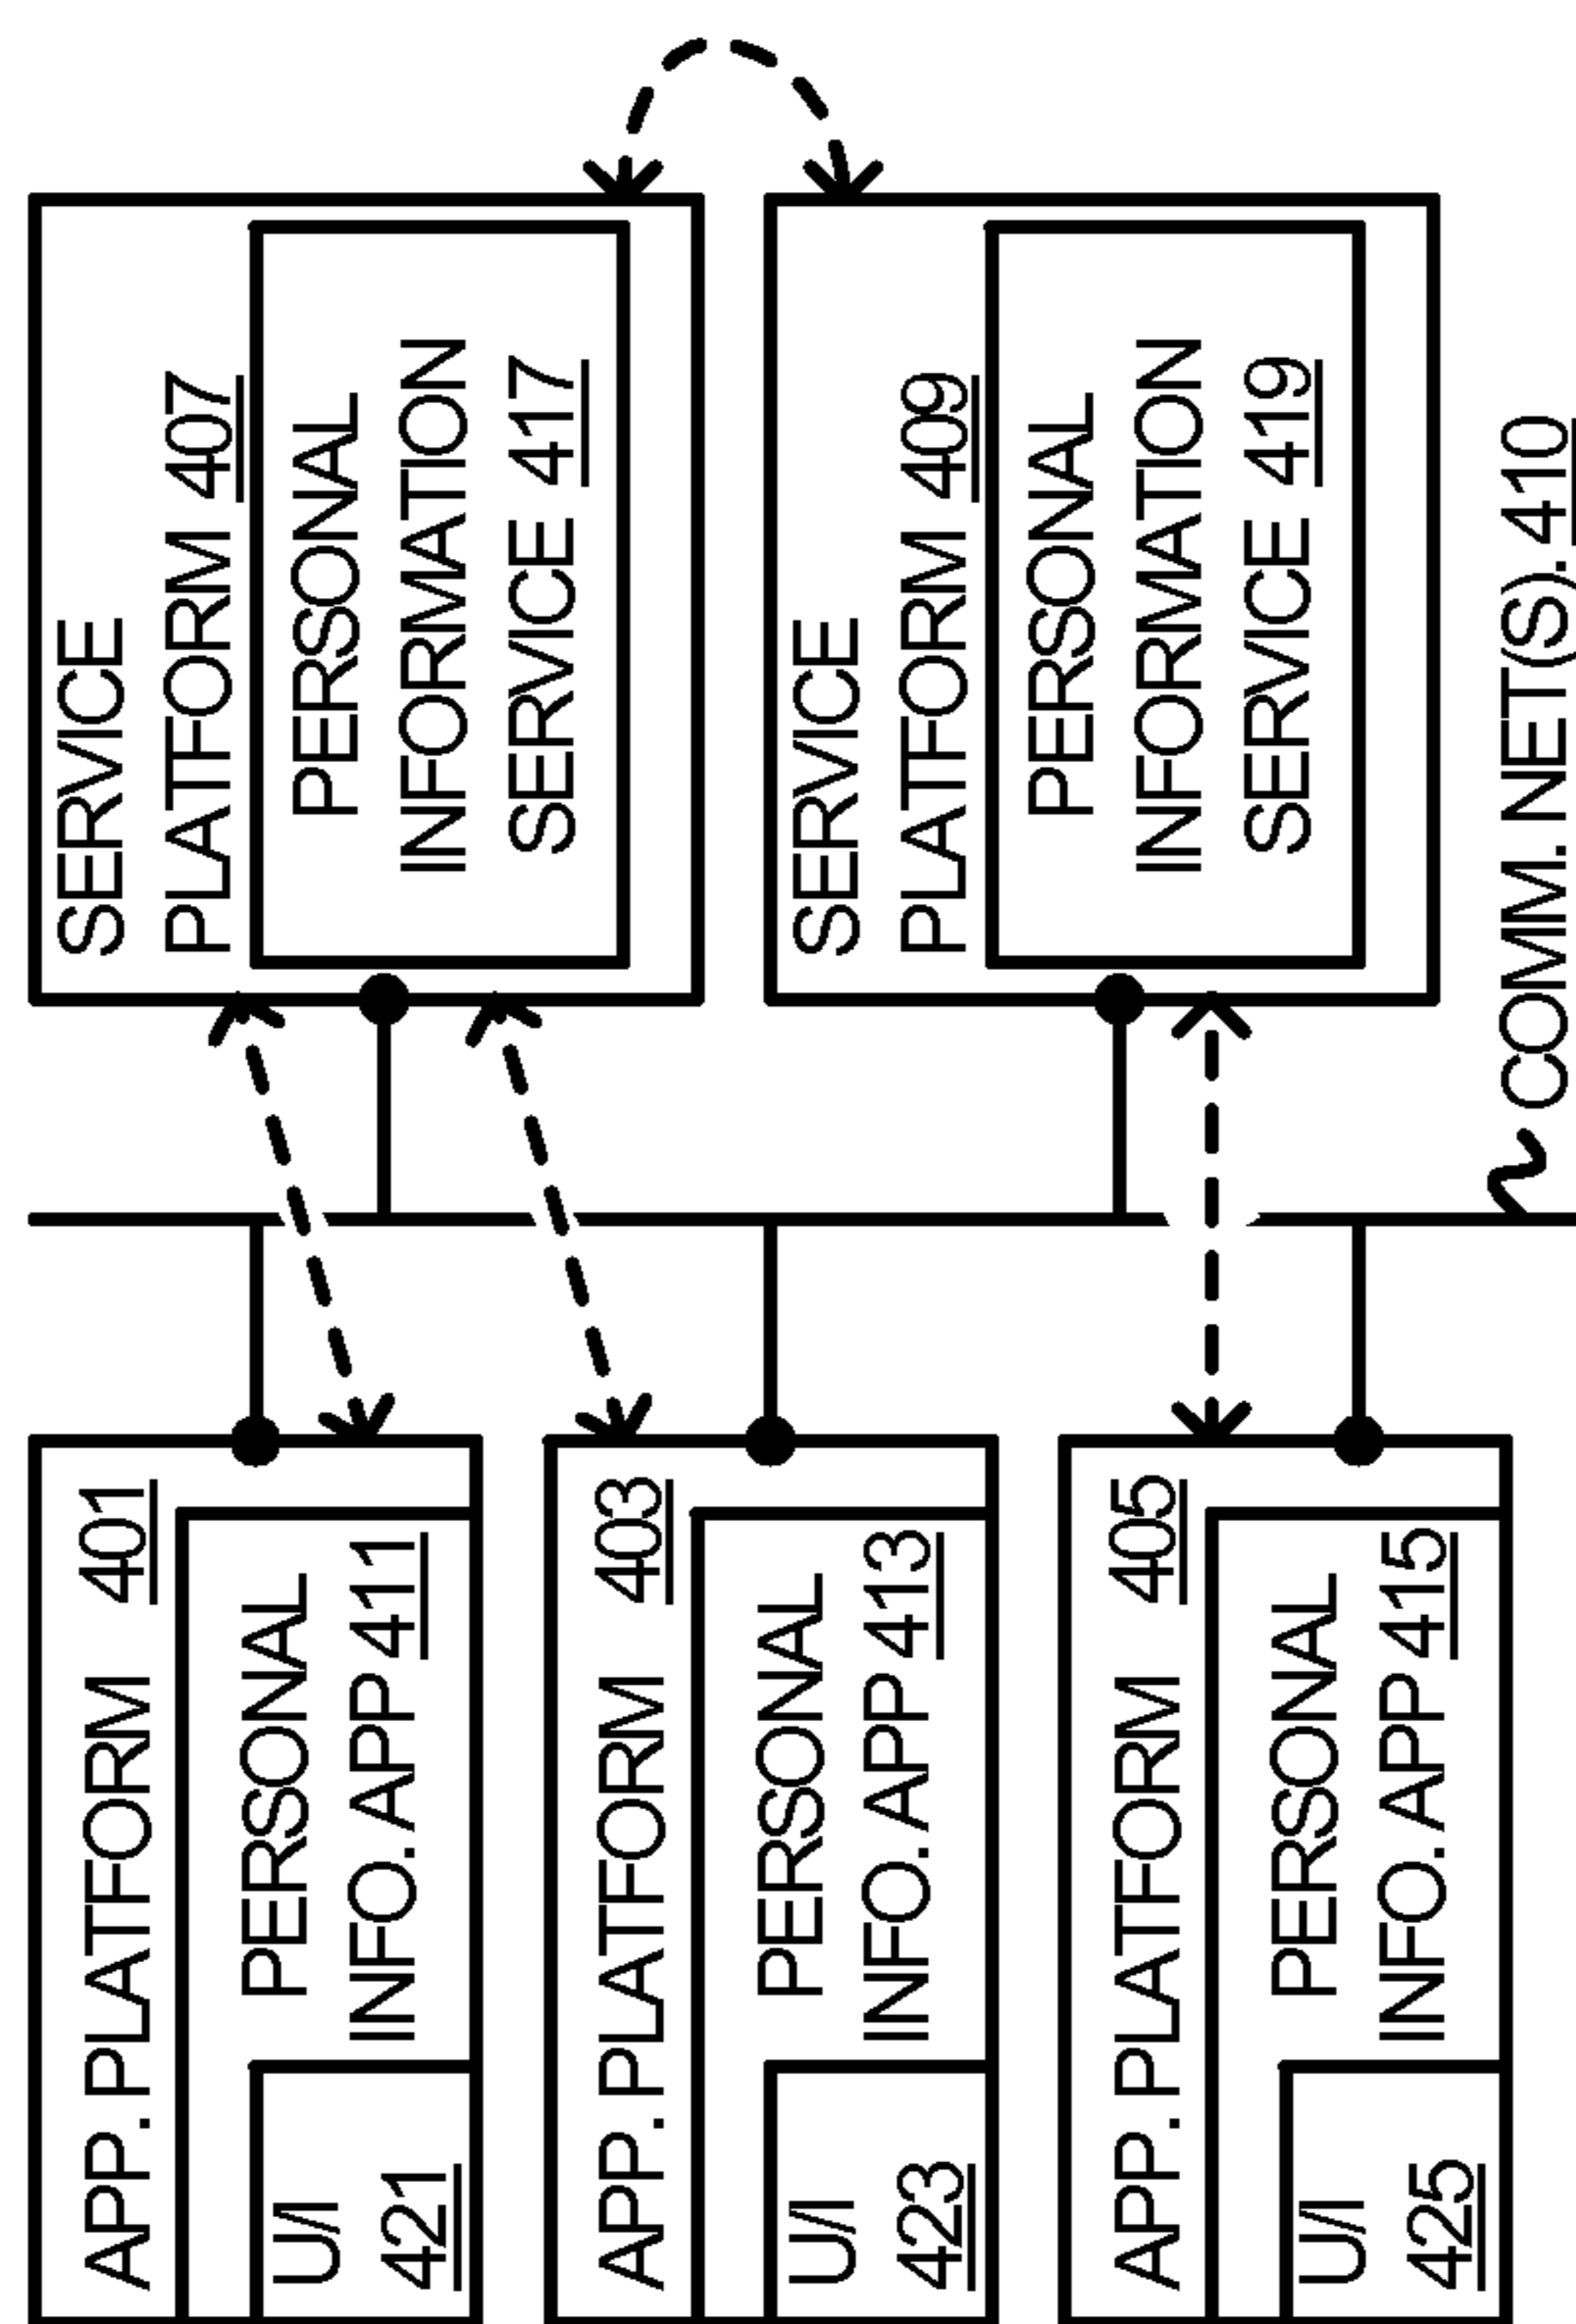 APP. PLATFORM 401
PERSONAL
INFO. APP 411
U/I
421
APP. PLATFORM 403
PERSONAL
INFO. APP 413
U/I
423
APP. PLATFORM 405
PERSONAL
INFO. APP 415
U/I
425
SERVICE
PLATFORM 407
PERSONAL
INFORMATION
SERVICE 417
SERVICE
PLATFORM 409
PERSONAL
INFORMATION
SERVICE 419
COMM. NET(S). 410